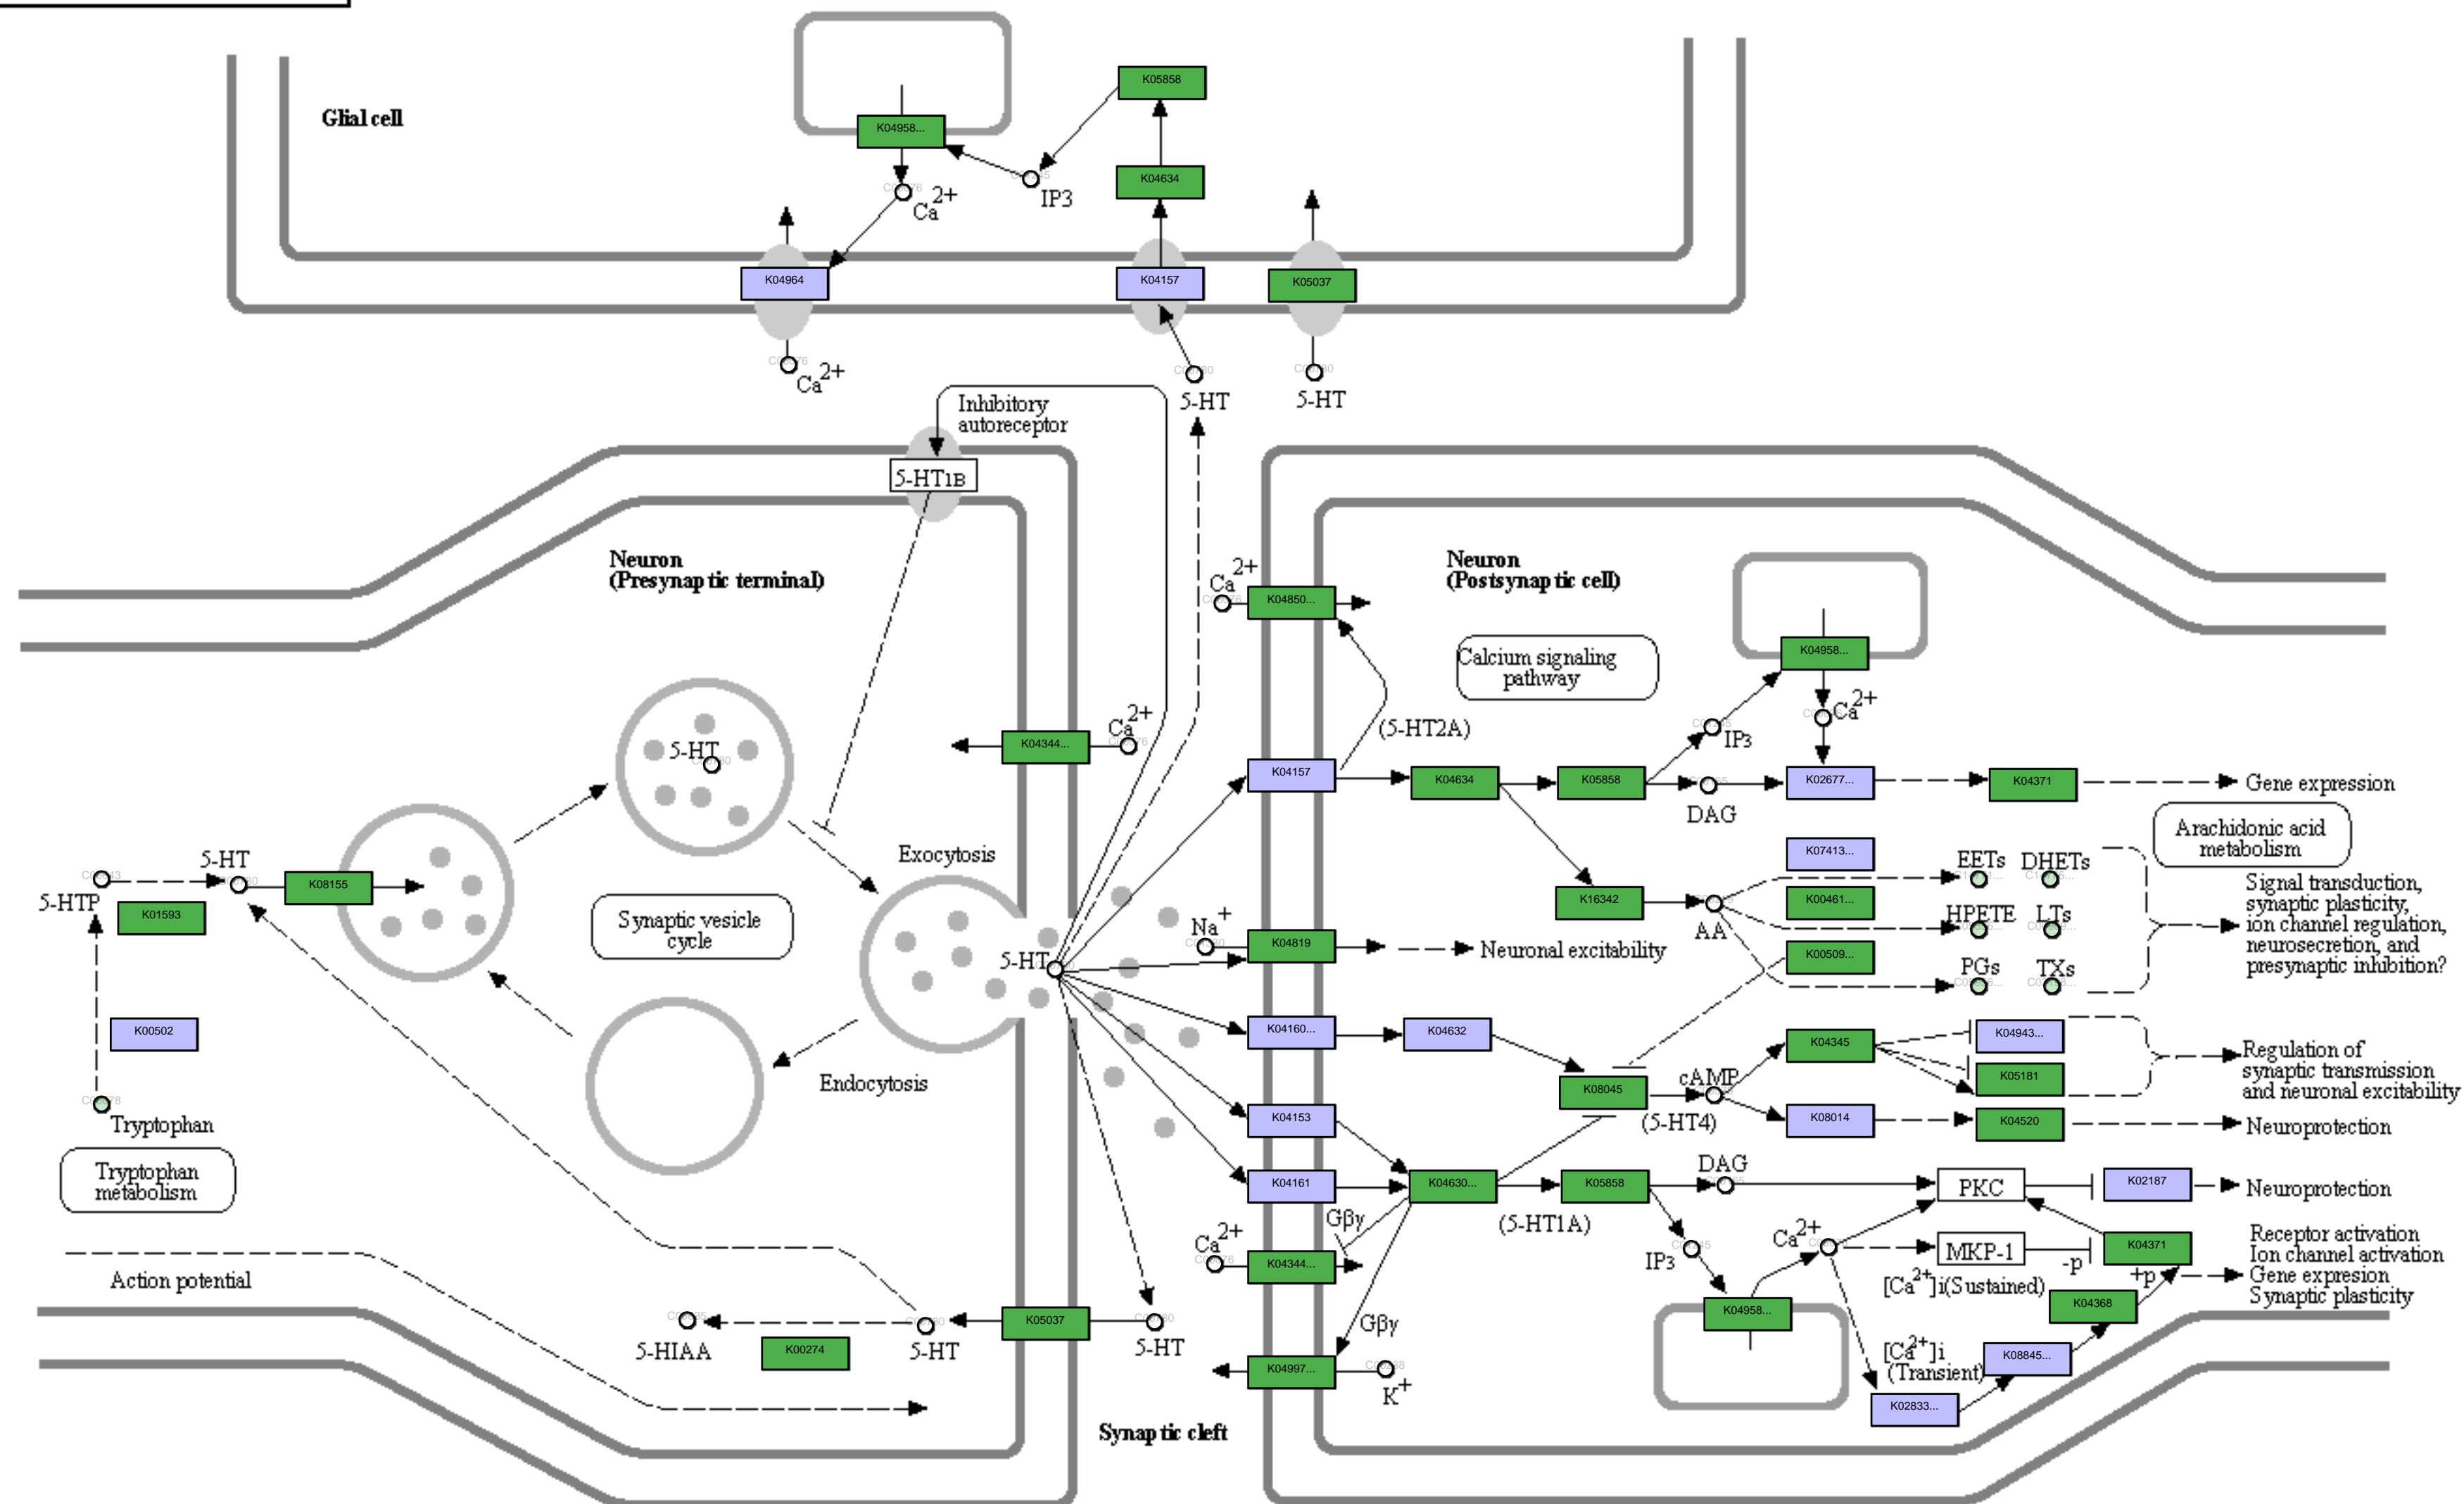 K05858
Glial cell
K04958...
K04634
IP3
Ca2+
K04964
K04157
K05037
Ca2+
5-HT
5-HT
Inhibitory
autoreceptor
5-HT1B
Neuron
(Presynaptic terminal)
Neuron
(Postsynaptic cell)
Ca2+
K04850...
K04958...
Calcium signaling
pathway
Ca2+
(5-HT2A)
IP3
Ca2+
K04344...
5-HT
K04157
K04634
K05858
DAG
K02677...
K04371
Gene expression
Arachidonic acid
metabolism
Exocytosis
K07413...
EETs
DHETs
5-HT
5-HTP
K08155
K01593
K16342
AA
K00461...
HPETE
LTs
Signal transduction,
synaptic plasticity,
ion channel regulation,
neurosecretion, and
presynaptic inhibition?
Synaptic vesicle
cycle
Na+
K04819
Neuronal excitability
K00509...
PGs
TXs
5-HT
K00502
K04160...
K04632
K04345
K04943...
K05181
Regulation of
synaptic transmission
and neuronal excitability
Endocytosis
K08045
cAMP
(5-HT4)
K04153
K08014
K04520
Neuroprotection
Tryptophan
Tryptophan
metabolism
K04161
K04630...
K05858
(5-HT1A)
DAG
PKC
K02187
Neuroprotection
Gβγ
Ca2+
K04344...
IP3
Ca2+
MKP-1
-p
K04371
+p
Receptor activation
Ion channel activation
Gene expresion
Synaptic plasticity
Action potential
[Ca2+]i(Sustained)
K04368
K04958...
5-HIAA
K00274
5-HT
K05037
5-HT
Gβγ
K04997...
K+
[Ca2+]i
(Transient)
K08845...
K02833...
Synaptic cleft